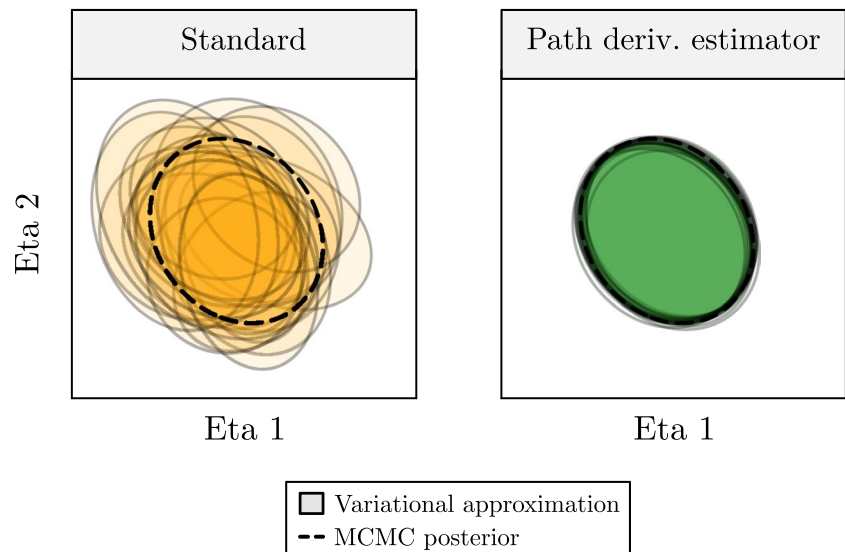 Standard
Path deriv. estimator
Eta 2
Eta 1
Eta 1
Variational approximation
MCMC posterior